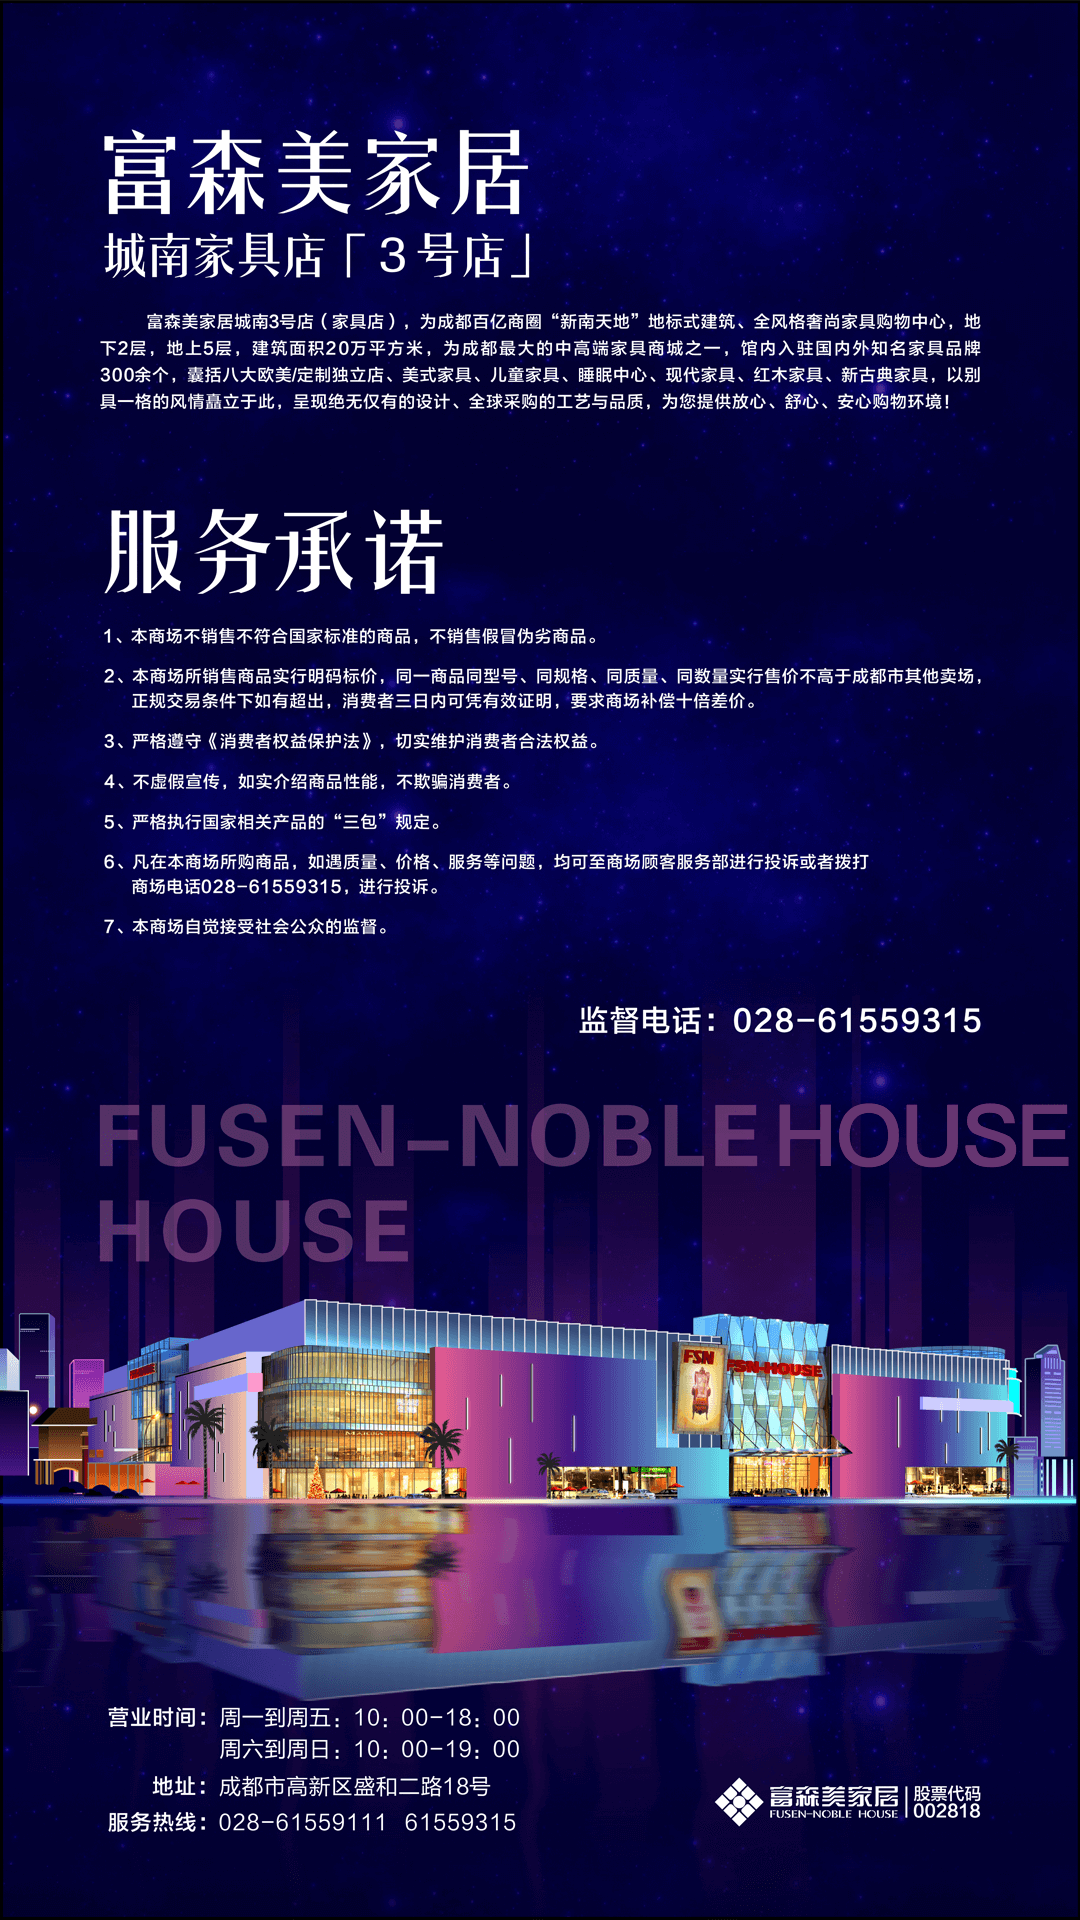 富森美家居
城南家具店「3号店」
富森美家居城南3号店（家具店），为成都百亿商圈“新南天地”地标式建筑、全风格奢尚家具购物中心，地
下2层，地上5层，建筑面积20万平方米，为成都最大的中高端家具商城之一，馆内入驻国内外知名家具品牌
300余个，囊括八大欧美/定制独立店、美式家具、儿童家具、睡眠中心、现代家具、红木家具、新古典家具，以别
具一格的风情矗立于此，呈现绝无仅有的设计、全球采购的工艺与品质，为您提供放心、舒心、安心购物环境！
服务承诺
1、本商场不销售不符合国家标准的商品，不销售假冒伪劣商品。
2、本商场所销售商品实行明码标价，同一商品同型号、同规格、同质量、同数量实行售价不高于成都市其他卖场，
正规交易条件下如有超出，消费者三日内可凭有效证明，要求商场补偿十倍差价。
3、严格遵守《消费者权益保护法》，切实维护消费者合法权益。
4、不虚假宣传，如实介绍商品性能，不欺骗消费者。
5、严格执行国家相关产品的“三包”规定。
6、凡在本商场所购商品，如遇质量、价格、服务等问题，均可至商场顾客服务部进行投诉或者拨打
商场电话028-61559315，进行投诉。
7、本商场自觉接受社会公众的监督。
监督电话：028-61559315
FUSEN-NOBLE HOUSE
HOUSE
FSN
FSN-HOUSE
营业时间：周一到周五：10：00-18：00
周六到周日：10：00-19：00
地址：成都市高新区盛和二路18号
服务热线：028-61559111 61559315
富森美家居 股票代码
FUSEN-NOBLE HOUSE 002818